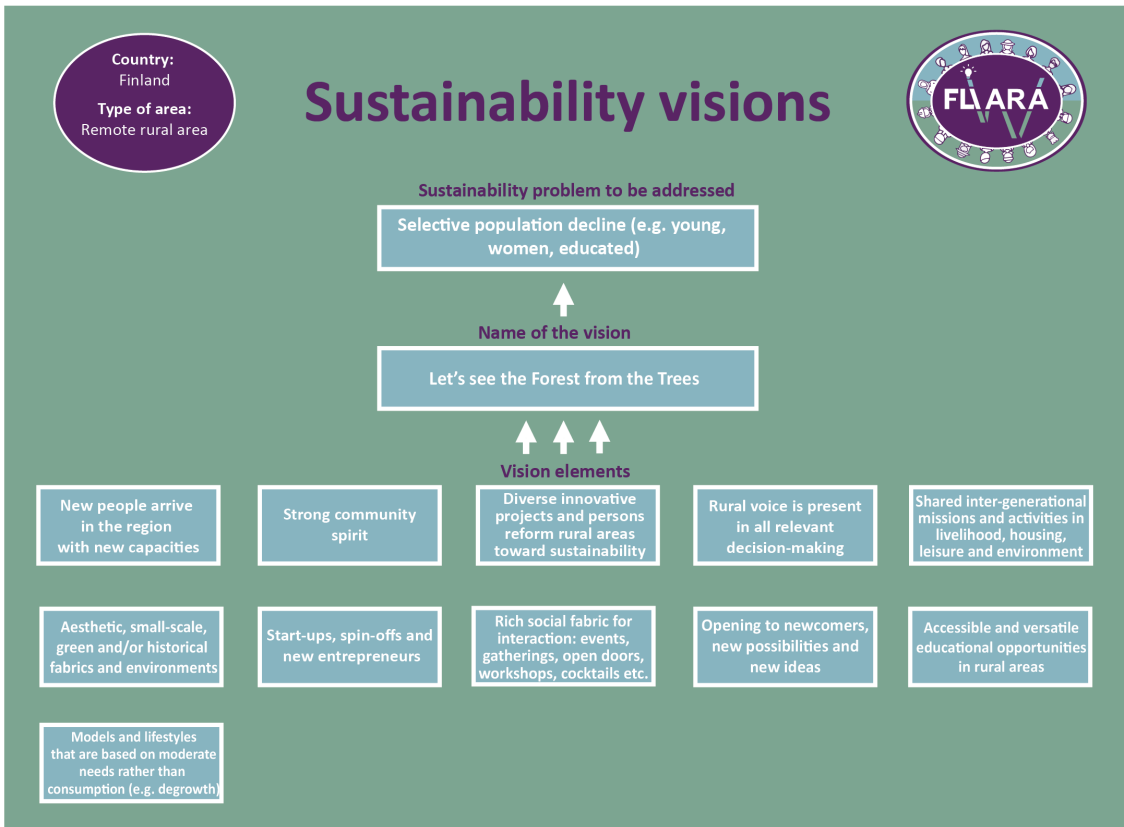 Country:
Finland
Type of area:
Remote rural area
Sustainability visions
FLIARA
Sustainability problem to be addressed
Selective population decline (e.g. young,
women, educated)
Name of the vision
Let's see the Forest from the Trees
Vision elements
New people arrive
in the region
with new capacities
Strong community
spirit
Diverse innovative
projects and persons
reform rural areas
toward sustainability
Rural voice is present
in all relevant
decision-making
Shared inter-generational
missions and activities in
livelihood, housing,
leisure and environment
Aesthetic, small-scale,
green and/or historical
fabrics and environments
Start-ups, spin-offs and
new entrepreneurs
Rich social fabric for
interaction: events,
gatherings, open doors,
workshops, cocktails etc.
Opening to newcomers,
new possibilities and
new ideas
Accessible and versatile
educational opportunities
in rural areas
Models and lifestyles
that are based on moderate
needs rather than
consumption (e.g. degrowth)